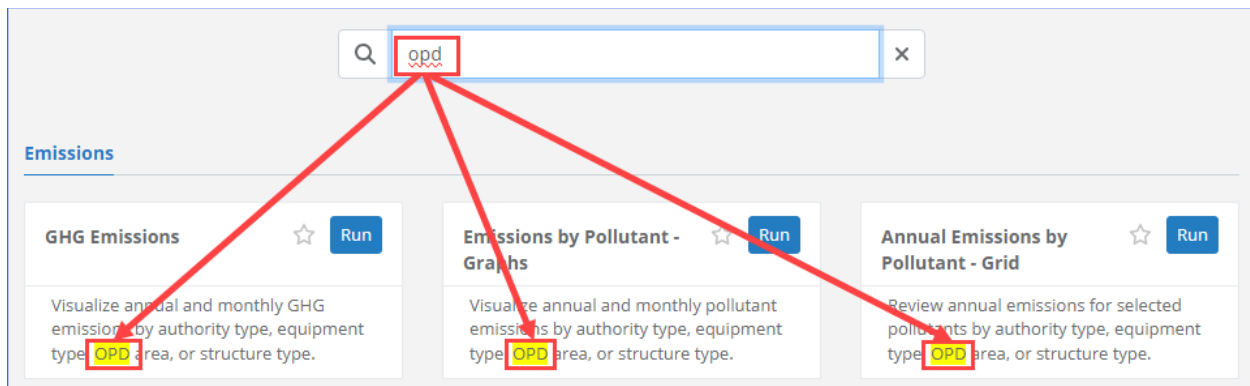 opd
Emissions
GHG Emissions
Run
Visualize annual and monthly GHG
emissions by authority type, equipment
type, OPD area, or structure type.
Emissions by Pollutant -
Graphs
Run
Visualize annual and monthly pollutant
emissions by authority type, equipment
type, OPD area, or structure type.
Annual Emissions by
Pollutant - Grid
Run
Review annual emissions for selected
pollutants by authority type, equipment
type, OPD area, or structure type.